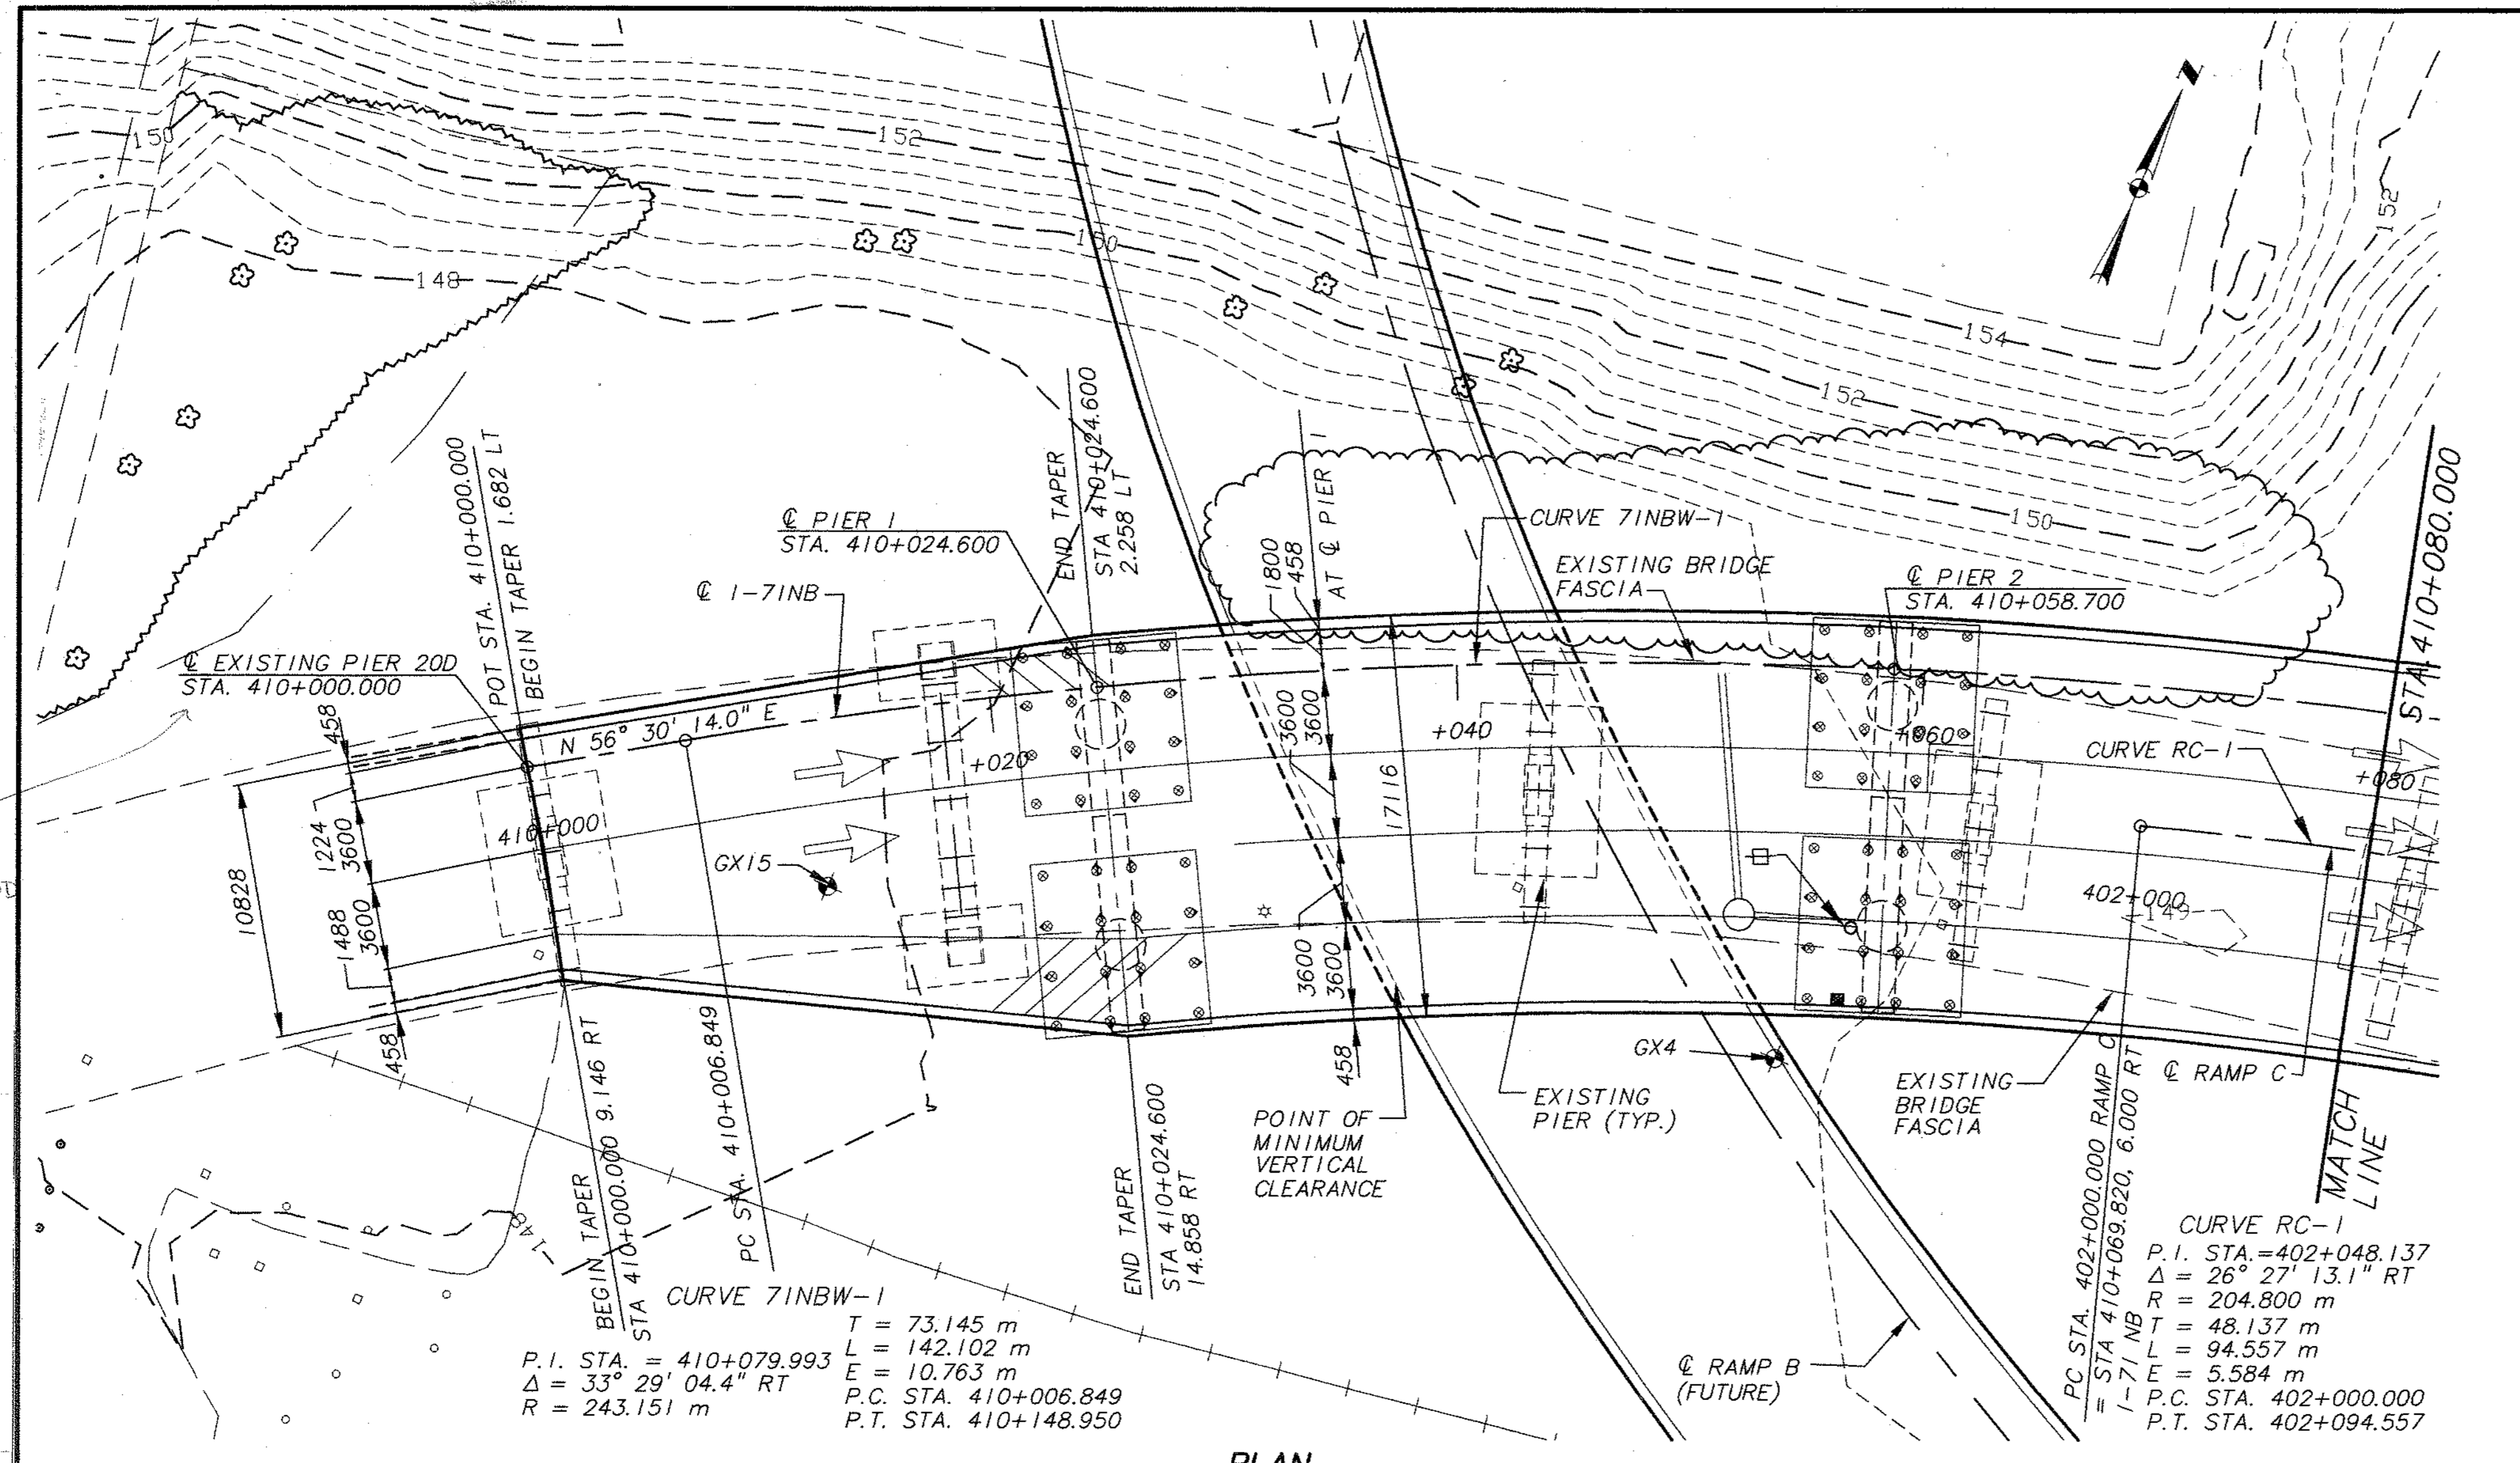 150
152
148
150
154
152
152
150
POT STA. 410+000.000
BEGIN TAPER 1.682 LT
℄ PIER 1
STA. 410+024.600
END TAPER
STA 410+024.600
2.258 LT
1800
458
AT ℄ PIER 1
CURVE 71NBW-1
EXISTING BRIDGE
FASCIA
℄ PIER 2
STA. 410+058.700
STA. 410+080.000
℄ I-71NB
℄ EXISTING PIER 20D
STA. 410+000.000
458
N 56° 30' 14.0" E
+020
3600
3600
+040
+060
CURVE RC-1
+080
17116
410+000
1224
3600
10828
GX15
1488
3600
402+000
149
3600
3600
458
458
GX4
EXISTING
PIER (TYP.)
EXISTING
BRIDGE
FASCIA
℄ RAMP C
POINT OF
MINIMUM
VERTICAL
CLEARANCE
MATCH
LINE
BEGIN TAPER
STA 410+000.000 9.146 RT
PC STA. 410+006.849
END TAPER
STA 410+024.600
14.858 RT
148
℄ RAMP B
(FUTURE)
PC STA. 402+000.000 RAMP C
= STA 410+069.820, 6.000 RT
I-71 NB
CURVE 71NBW-1
P.I. STA. = 410+079.993
Δ = 33° 29' 04.4" RT
R = 243.151 m
T = 73.145 m
L = 142.102 m
E = 10.763 m
P.C. STA. 410+006.849
P.T. STA. 410+148.950
CURVE RC-1
P.I. STA.=402+048.137
Δ = 26° 27' 13.1" RT
R = 204.800 m
T = 48.137 m
L = 94.557 m
E = 5.584 m
P.C. STA. 402+000.000
P.T. STA. 402+094.557
N
PLAN